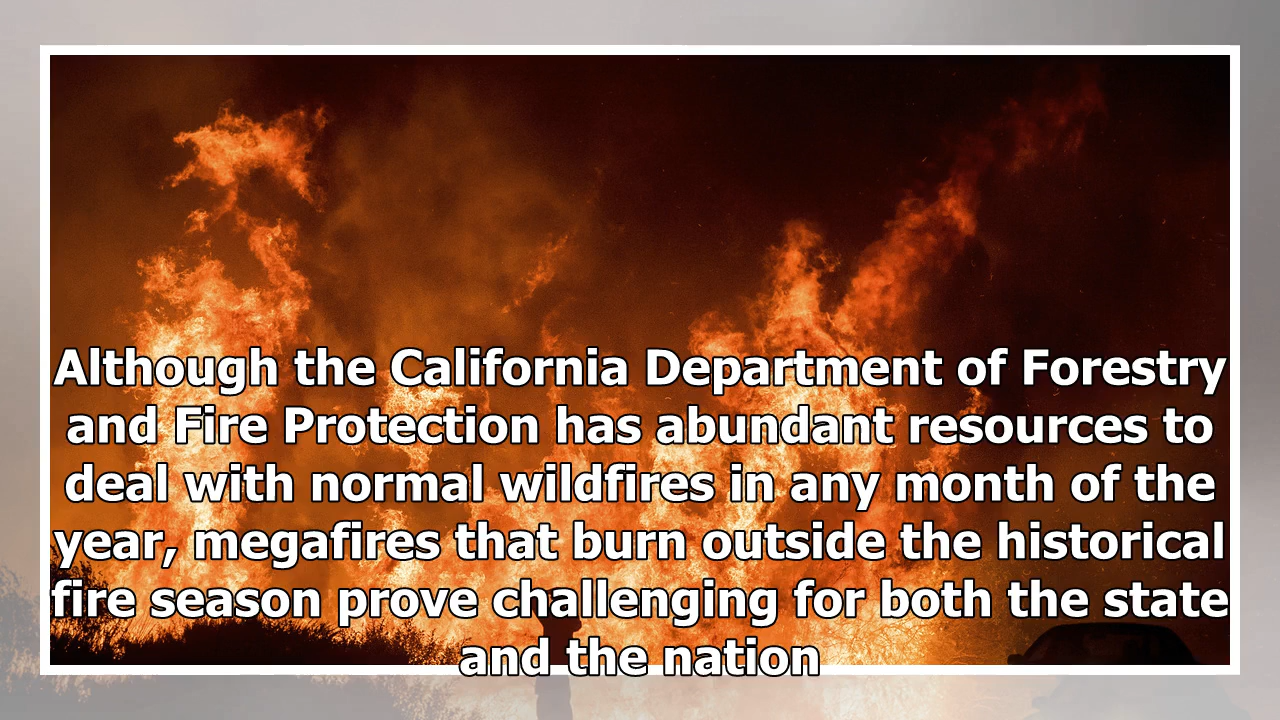 Although the California Department of Forestry
and Fire Protection has abundant resources to
deal with normal wildfires in any month of the
year, megafires that burn outside the historical
fire season prove challenging for both the state
and the nation